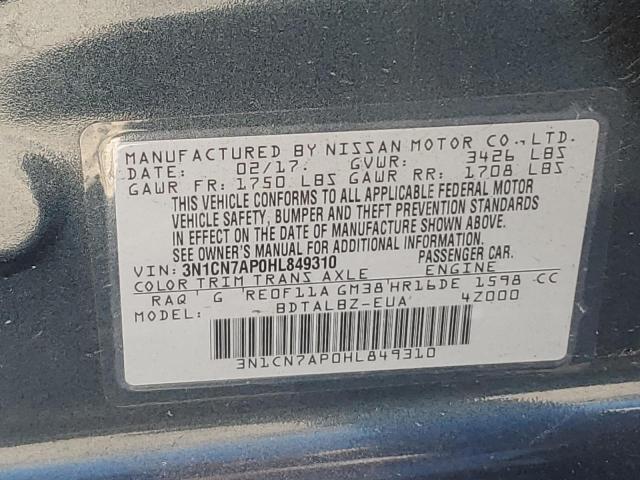 MANUFACTURED BY NISSAN MOTOR CO., LTD.
DATE: 02/17. GVWR: 3426 LBS
GAWR FR: 1750 LBS GAWR RR: 1708 LBS
THIS VEHICLE CONFORMS TO ALL APPLICABLE FEDERAL MOTOR
VEHICLE SAFETY, BUMPER AND THEFT PREVENTION STANDARDS
IN EFFECT ON THE DATE OF MANUFACTURE SHOWN ABOVE.
SEE OWNER'S MANUAL FOR ADDITIONAL INFORMATION.
VIN: 3N1CN7AP0HL849310 PASSENGER CAR.
COLOR TRIM TRANS AXLE ENGINE
RAQ G RE0F11A GM38 HR16DE 1598 CC
MODEL: BDTALBZ-EUA 4Z000
3N1CN7AP0HL849310